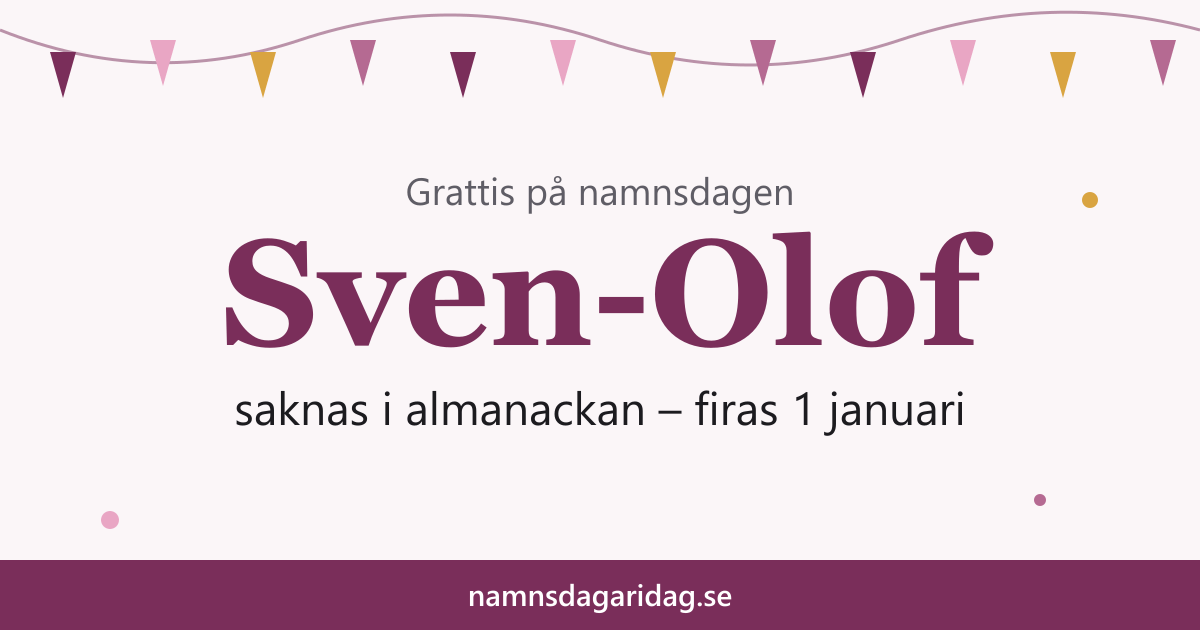 Grattis på namnsdagen
Sven-Olof
saknas i almanackan – firas 1 januari
namnsdagaridag.se